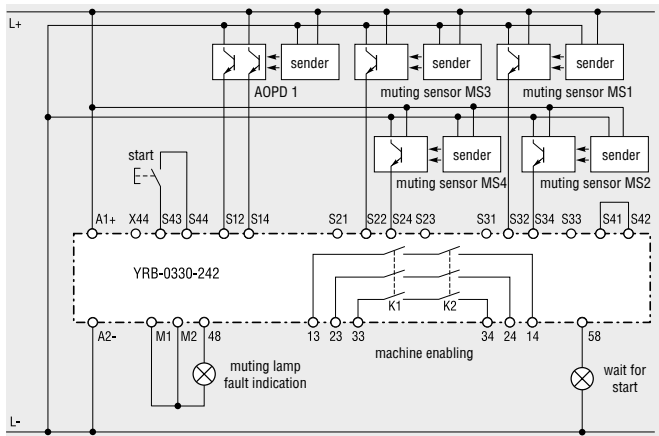 L+
sender
sender
sender
AOPD 1
muting sensor MS3
muting sensor MS1
start
sender
sender
muting sensor MS4
muting sensor MS2
A1+ X44 S43 S44 S12 S14 S21 S22 S24 S23 S31 S32 S34 S33 S41 S42
YRB-0330-242
K1 K2
A2- M1 M2 48 13 23 33 34 24 14 58
machine enabling
muting lamp
fault indication
wait for
start
L-